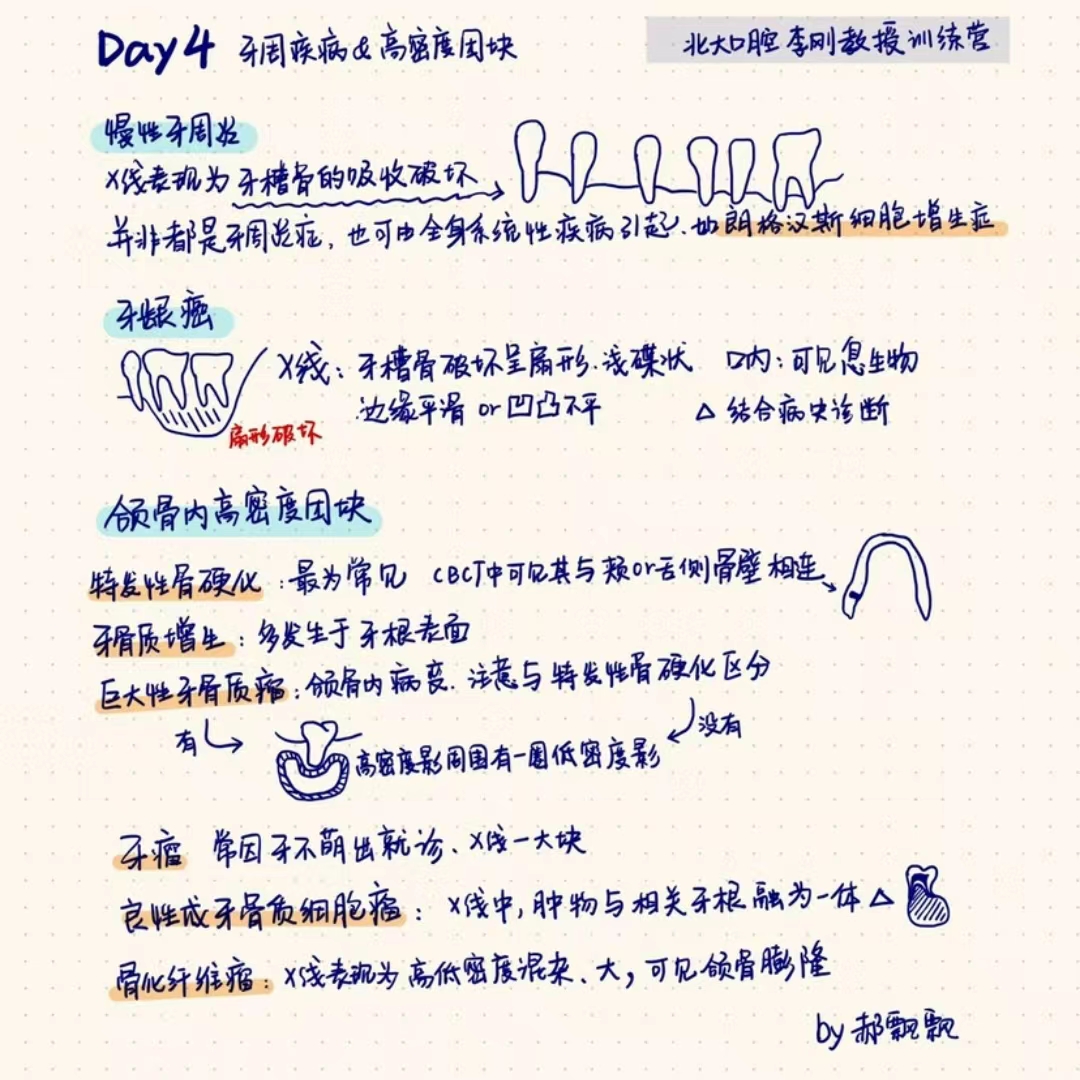 Day 4 牙周疾病&高密度团块
北大口腔李刚教授训练营
慢性牙周炎
X线表现为牙槽骨的吸收破坏
并非都是牙周炎症，也可由全身系统性疾病引起.如朗格汉斯细胞增生症
牙龈癌
X线：牙槽骨破坏呈扇形.浅碟状 口内：可见息生物
边缘平滑 or 凹凸不平 △ 结合病史诊断
扇形破坏
颌骨内高密度团块
特发性骨硬化：最为常见 CBCT中可见其与颊or舌侧骨壁相连
牙骨质增生：多发生于牙根表面
巨大性牙骨质瘤：颌骨内病变.注意与特发性骨硬化区分
有 没有
高密度影周围有一圈低密度影
牙瘤 常因牙不萌出就诊、X线一大块
良性成牙骨质细胞瘤：X线中,肿物与相关牙根融为一体△
骨化纤维瘤：X线表现为高低密度混杂、大,可见颌骨膨隆
by 郝飘飘